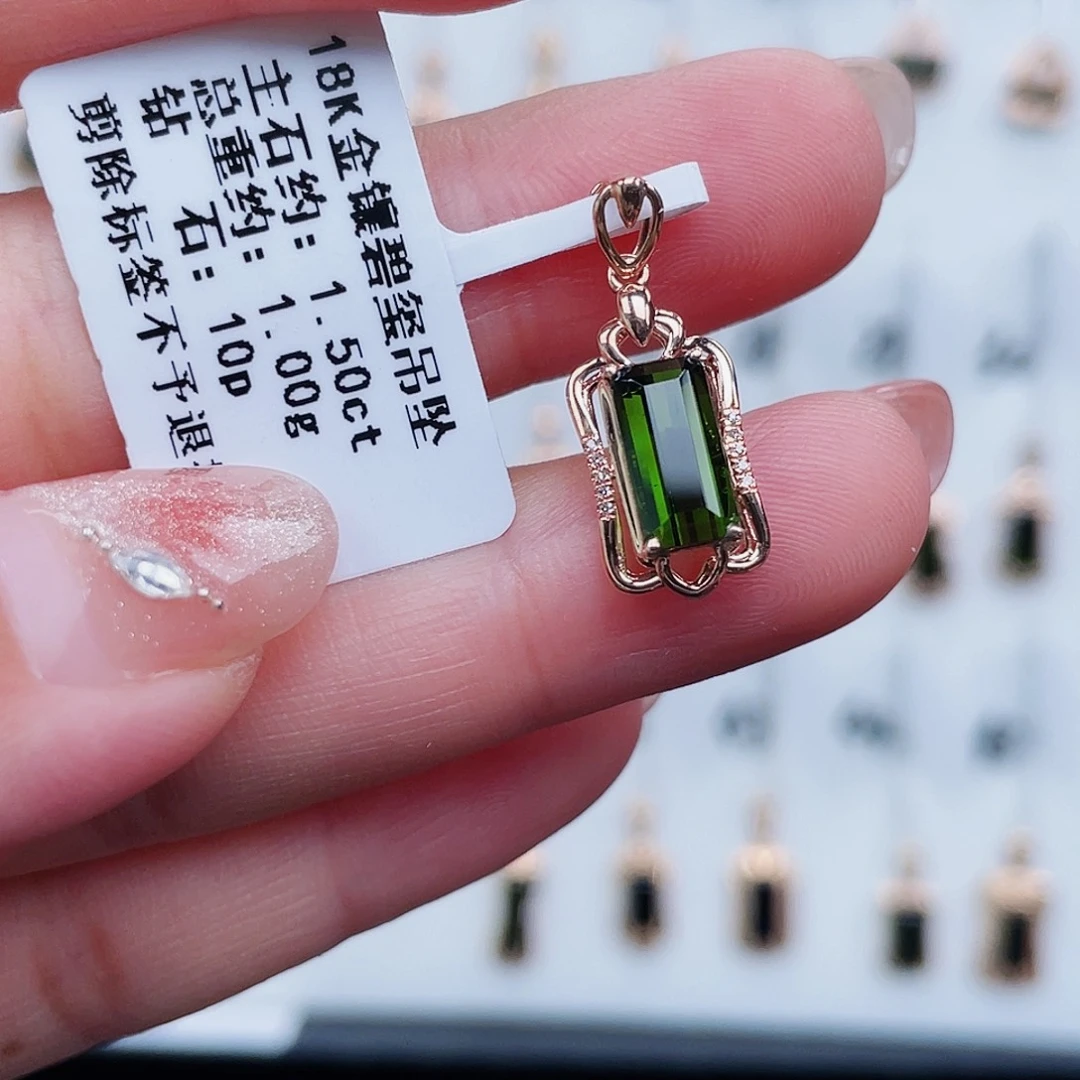 18K金镶碧玺吊坠
主石约: 1.50ct
总重约: 1.00g
钻 石: 10p
剪除标签不予退